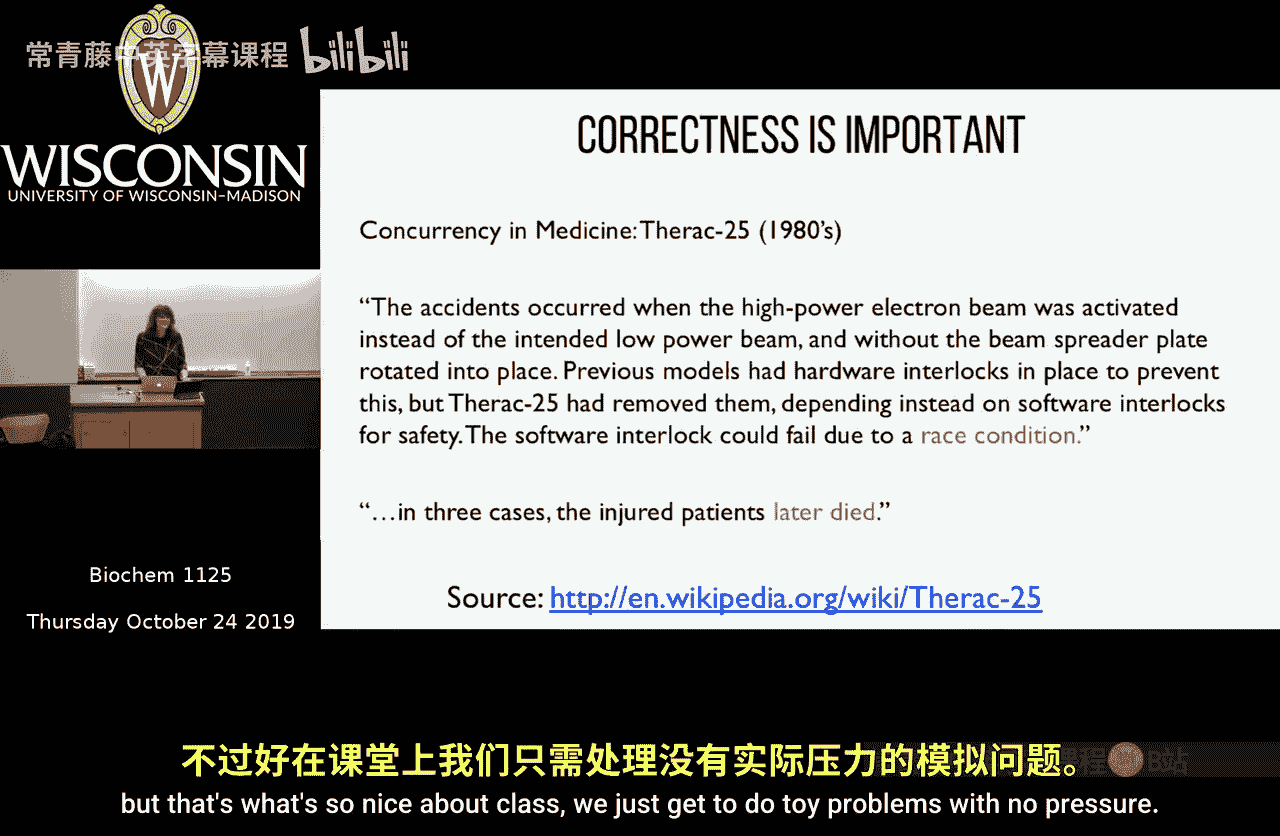 常青藤中英字幕课程 bilibili
W
WISCONSIN
UNIVERSITY OF WISCONSIN–MADISON
CORRECTNESS IS IMPORTANT
Concurrency in Medicine: Therac-25 (1980’s)
“The accidents occurred when the high-power electron beam was activated
instead of the intended low power beam, and without the beam spreader plate
rotated into place. Previous models had hardware interlocks in place to prevent
this, but Therac-25 had removed them, depending instead on software interlocks
for safety. The software interlock could fail due to a race condition.”
“…in three cases, the injured patients later died.”
Source: http://en.wikipedia.org/wiki/Therac-25
Biochem 1125
Thursday October 24 2019
不过好在课堂上我们只需处理没有实际压力的模拟问题。
but that's what's so nice about class, we just get to do toy problems with no pressure.